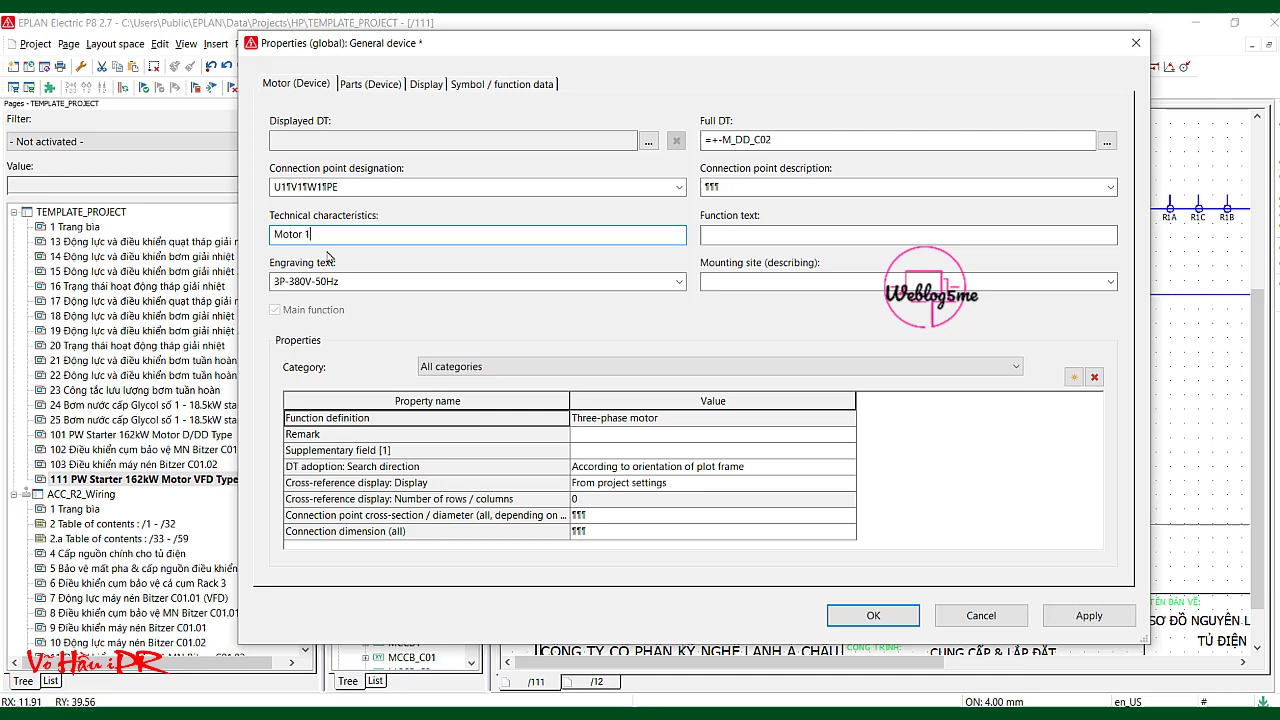 EPLAN Electric P8 2.7 - C:\Users\Public\EPLAN\Data\Projects\HP\TEMPLATE_PROJECT - [/111]
Project Page Layout space Edit View Insert
Pages - TEMPLATE_PROJECT
Filter:
- Not activated -
Value:
TEMPLATE_PROJECT
1 Trang bìa
13 Động lực và điều khiển quạt tháp giải n
14 Động lực và điều khiển bơm giải nhiệt
15 Động lực và điều khiển bơm giải nhiệt
16 Trạng thái hoạt động tháp giải nhiệt
17 Động lực và điều khiển bơm giải nhiệt
18 Động lực và điều khiển bơm giải nhiệt
19 Động lực và điều khiển bơm giải nhiệt
20 Trạng thái hoạt động tháp giải nhiệt
21 Động lực và điều khiển bơm tuần hoàn
22 Động lực và điều khiển bơm tuần hoàn
23 Công tắc lưu lượng bơm tuần hoàn
24 Bơm nước cấp Glycol số 1 - 18.5kW sta
25 Bơm nước cấp Glycol số 1 - 18.5kW sta
101 PW Starter 162kW Motor D/DD Type
102 Điều khiển cụm bảo vệ MN Bitzer C01
103 Điều khiển máy nén Bitzer C01.02
111 PW Starter 162kW Motor VFD Type
ACC_R2_Wiring
1 Trang bìa
2 Table of contents : /1 - /32
2.a Table of contents : /33 - /59
4 Cấp nguồn chính cho tủ điện
5 Bảo vệ mất pha & cấp nguồn điều khiển
6 Điều khiển bảo vệ cả cụm Rack 3
7 Động lực máy nén Bitzer C01.01 (VFD)
8 Điều khiển cụm bảo vệ MN Bitzer C01.01
9 Điều khiển máy nén Bitzer C01.01
10 Động lực máy nén Bitzer C01.02
Võ Hậu iPR
Tree List
RX: 11.91 RY: 39.56
Properties (global): General device *
Motor (Device) Parts (Device) Display Symbol / function data
Displayed DT: Full DT:
... =+-M_DD_C02 ...
Connection point designation: Connection point description:
U1¶V1¶W1¶PE ¶¶¶
Technical characteristics: Function text:
Motor 1
Engraving text: Mounting site (describing):
3P-380V-50Hz
Weblog5me
Main function
Properties
Category: All categories
Property name Value
Function definition Three-phase motor
Remark
Supplementary field [1]
DT adoption: Search direction According to orientation of plot frame
Cross-reference display: Display From project settings
Cross-reference display: Number of rows / columns 0
Connection point cross-section / diameter (all, depending on ... ¶¶¶
Connection dimension (all) ¶¶¶
OK Cancel Apply
R1A R1C R1B
MCCB_C01
Tree List
SƠ ĐỒ NGUYÊN L
TỦ ĐIỆN
CÔNG TY CỔ PHẦN KỸ NGHỆ LẠNH Á CHÂU CÔNG TRÌNH: CUNG CẤP & LẮP ĐẶT
/111 /12
ON: 4.00 mm en_US #